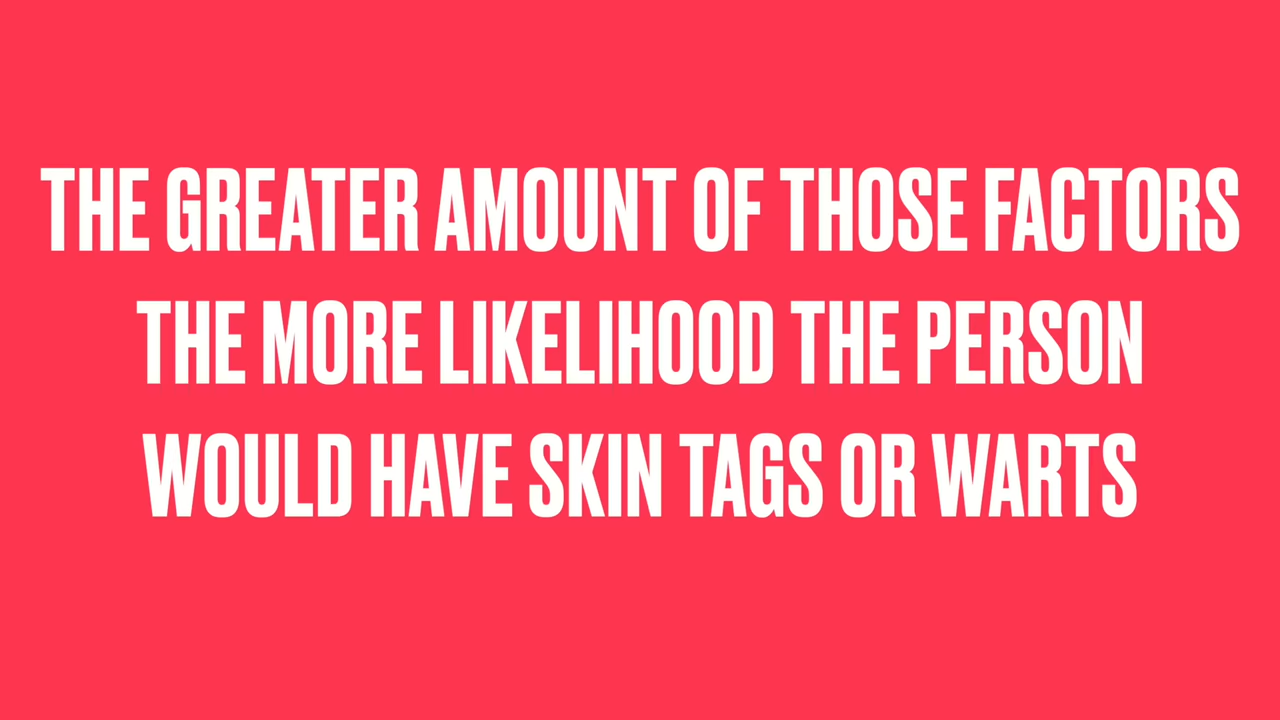 THE GREATER AMOUNT OF THOSE FACTORS
THE MORE LIKELIHOOD THE PERSON
WOULD HAVE SKIN TAGS OR WARTS